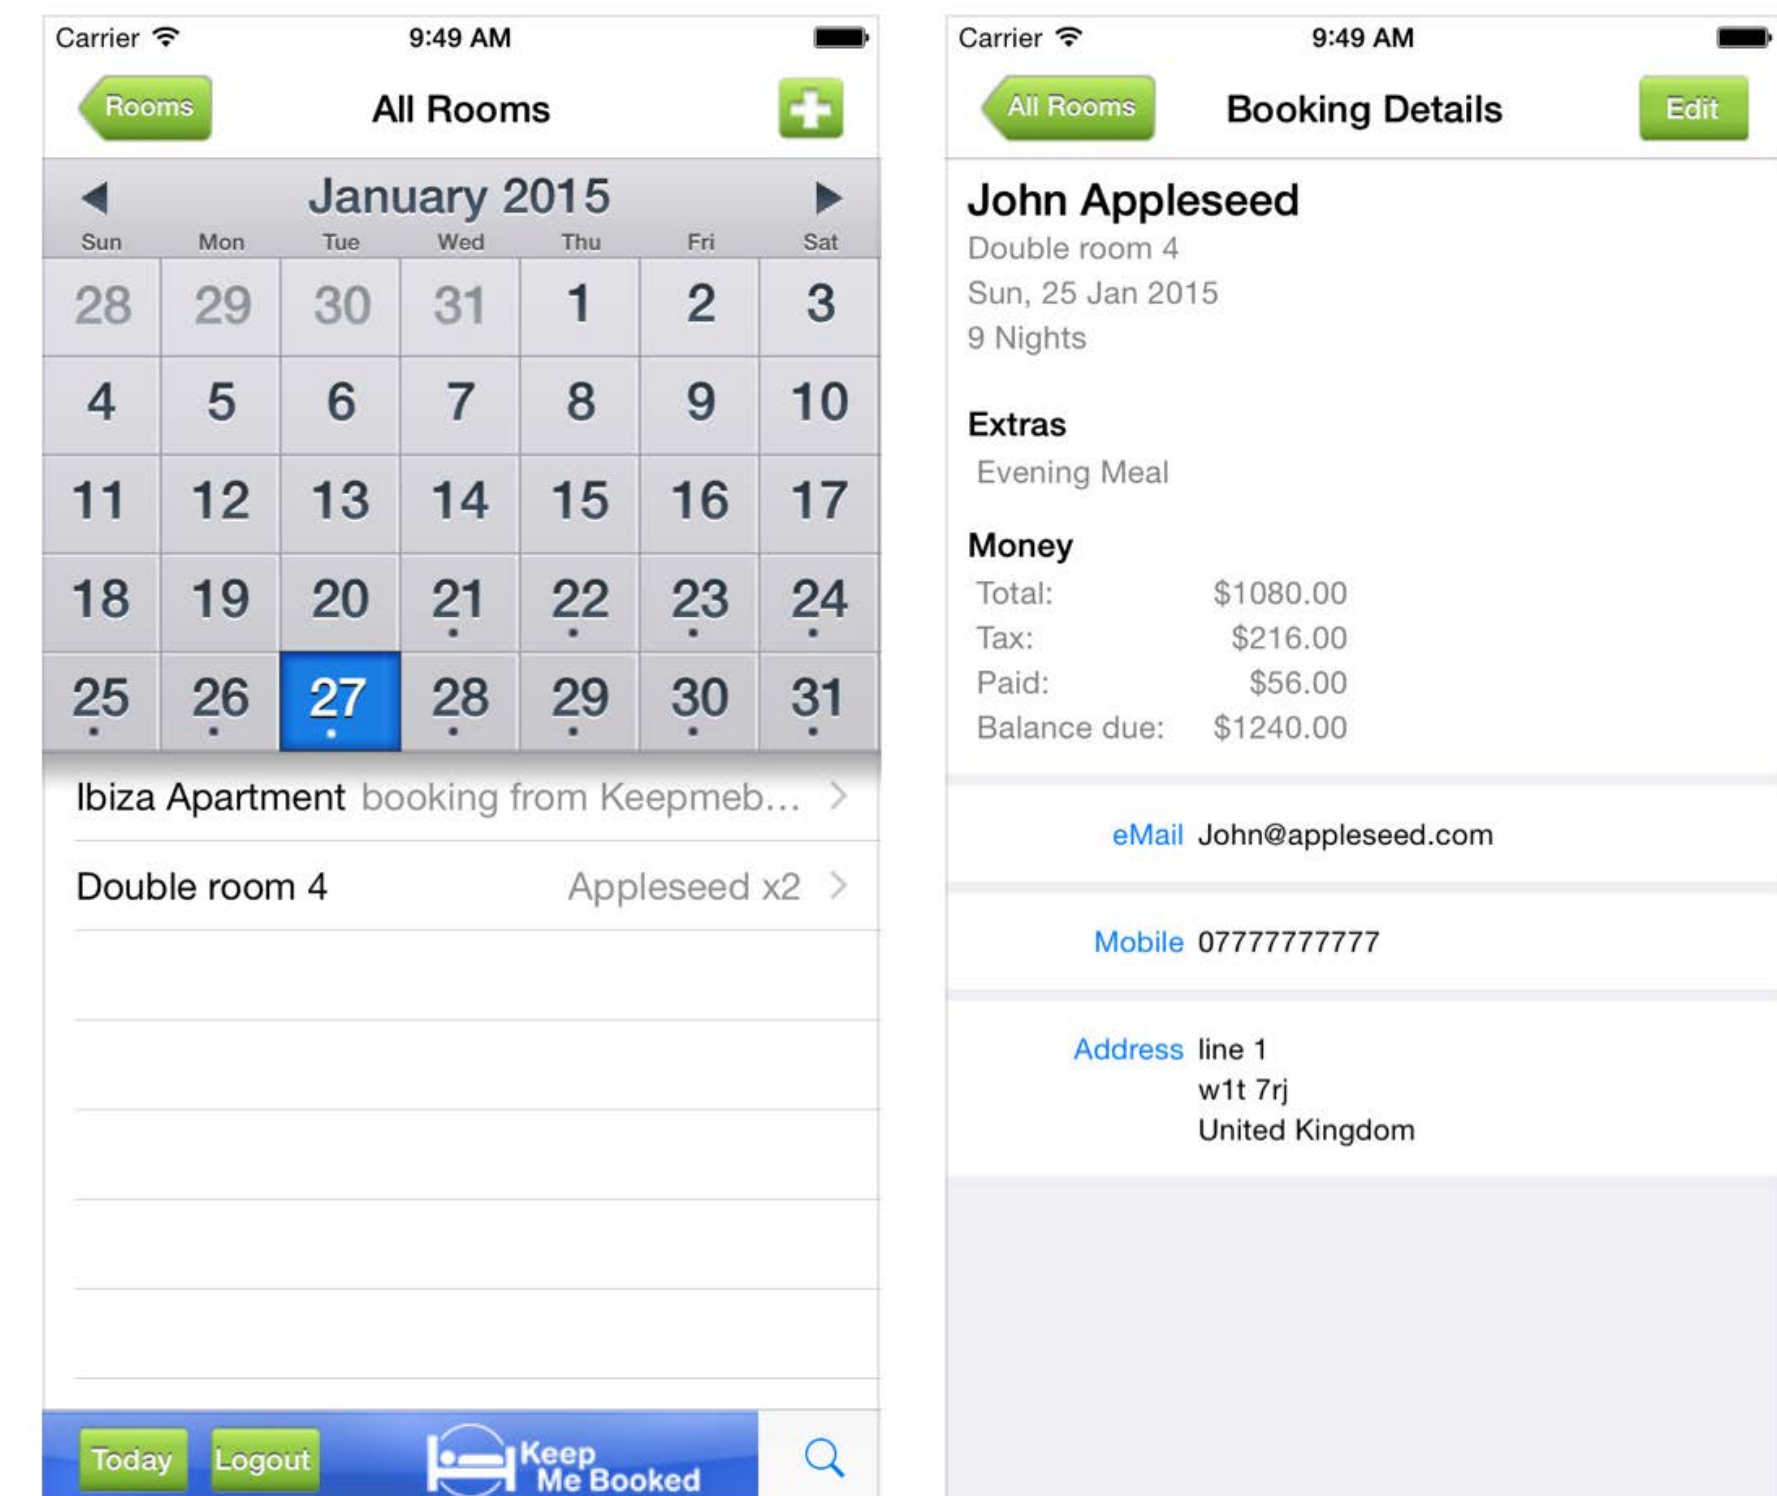 Carrier 9:49 AM
Rooms All Rooms
January 2015
Sun Mon Tue Wed Thu Fri Sat
28 29 30 31 1 2 3
4 5 6 7 8 9 10
11 12 13 14 15 16 17
18 19 20 21 22 23 24
25 26 27 28 29 30 31
Ibiza Apartment booking from Keepmeb...
Double room 4 Appleseed x2
Today Logout Keep
Me Booked
Carrier 9:49 AM
All Rooms Booking Details Edit
John Appleseed
Double room 4
Sun, 25 Jan 2015
9 Nights
Extras
Evening Meal
Money
Total: $1080.00
Tax: $216.00
Paid: $56.00
Balance due: $1240.00
eMail John@appleseed.com
Mobile 07777777777
Address line 1
w1t 7rj
United Kingdom